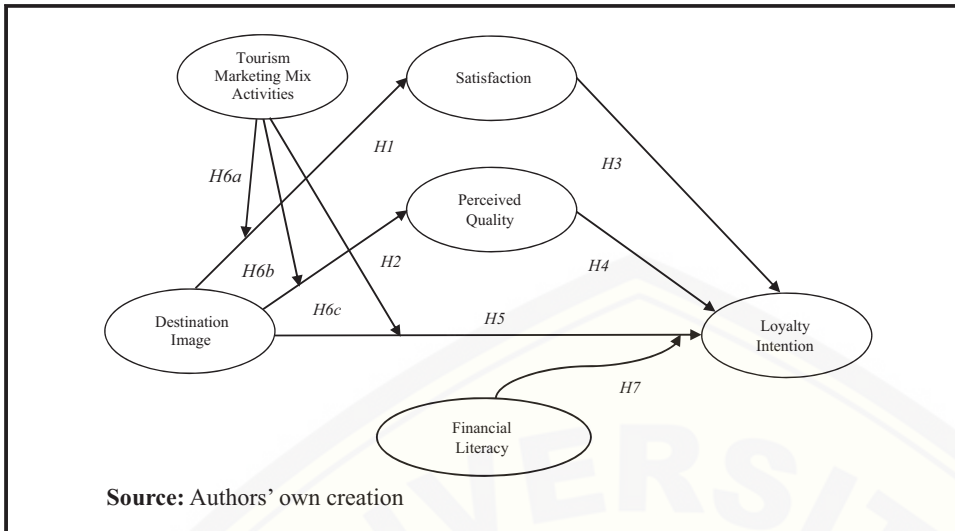 Tourism
Marketing Mix
Activities
Satisfaction
H1
H3
H6a
Perceived
Quality
H6b
H2
H4
H6c
H5
Destination
Image
Loyalty
Intention
H7
Financial
Literacy
Source: Authors’ own creation
VERSIT